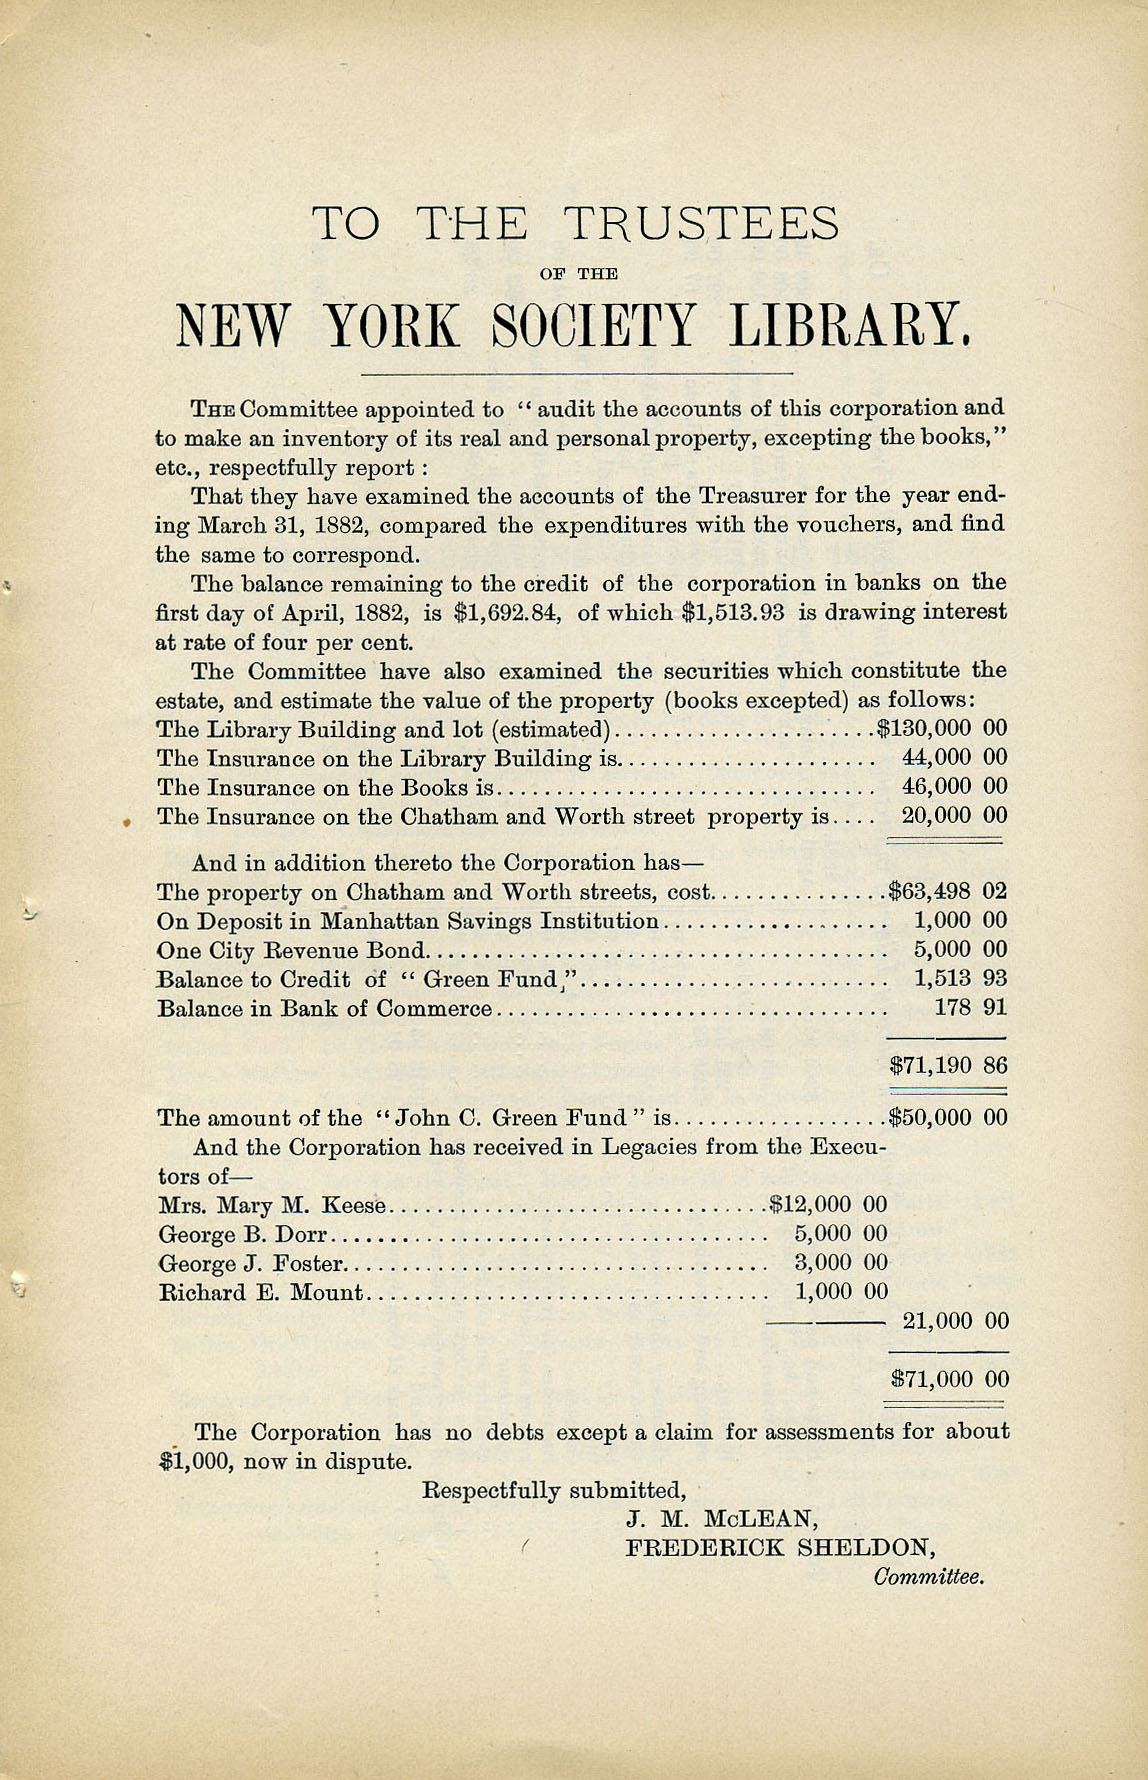 TO THE TRUSTEES
OF THE
NEW YORK SOCIETY LIBRARY.
THE Committee appointed to “ audit the accounts of this corporation and
to make an inventory of its real and personal property, excepting the books,”
etc., respectfully report :
That they have examined the accounts of the Treasurer for the year end-
ing March 31, 1882, compared the expenditures with the vouchers, and find
the same to correspond.
The balance remaining to the credit of the corporation in banks on the
first day of April, 1882, is $1,692.84, of which $1,513.93 is drawing interest
at rate of four per cent.
The Committee have also examined the securities which constitute the
estate, and estimate the value of the property (books excepted) as follows:
The Library Building and lot (estimated)......................$130,000 00
The Insurance on the Library Building is...................... 44,000 00
The Insurance on the Books is................................ 46,000 00
The Insurance on the Chatham and Worth street property is.... 20,000 00
And in addition thereto the Corporation has—
The property on Chatham and Worth streets, cost...............$63,498 02
On Deposit in Manhattan Savings Institution................... 1,000 00
One City Revenue Bond....................................... 5,000 00
Balance to Credit of “ Green Fund,”.......................... 1,513 93
Balance in Bank of Commerce................................. 178 91
$71,190 86
The amount of the “ John C. Green Fund ” is..................$50,000 00
And the Corporation has received in Legacies from the Execu-
tors of—
Mrs. Mary M. Keese................................$12,000 00
George B. Dorr..................................... 5,000 00
George J. Foster.................................... 3,000 00
Richard E. Mount.................................. 1,000 00
21,000 00
$71,000 00
The Corporation has no debts except a claim for assessments for about
$1,000, now in dispute.
Respectfully submitted,
J. M. McLEAN,
FREDERICK SHELDON,
Committee.